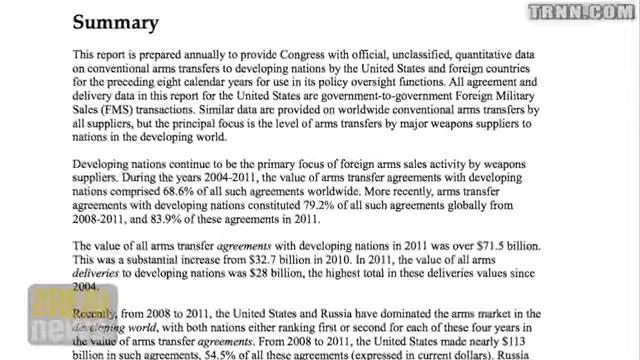 TRNN.COM
Summary
This report is prepared annually to provide Congress with official, unclassified, quantitative data
on conventional arms transfers to developing nations by the United States and foreign countries
for the preceding eight calendar years for use in its policy oversight functions. All agreement
and delivery data in this report for the United States are government-to-government Foreign Military
Sales (FMS) transactions. Similar data are provided on worldwide conventional arms transfers by
all suppliers, but the principal focus is the level of arms transfers by major weapons suppliers to
nations in the developing world.
Developing nations continue to be the primary focus of foreign arms sales activity by weapons
suppliers. During the years 2004-2011, the value of arms transfer agreements with developing
nations comprised 68.6% of all such agreements worldwide. More recently, arms transfer
agreements with developing nations constituted 79.2% of all such agreements globally from
2008-2011, and 83.9% of these agreements in 2011.
The value of all arms transfer agreements with developing nations in 2011 was over $71.5 billion.
This was a substantial increase from $32.7 billion in 2010. In 2011, the value of all arms
deliveries to developing nations was $28 billion, the highest total in these deliveries values since
2004.
Recently, from 2008 to 2011, the United States and Russia have dominated the arms market in the
developing world, with both nations either ranking first or second for each of these four years in
the value of arms transfer agreements. From 2008 to 2011, the United States made nearly $113
billion in such agreements, 54.5% of all these agreements (expressed in current dollars). Russia
THE REAL
news